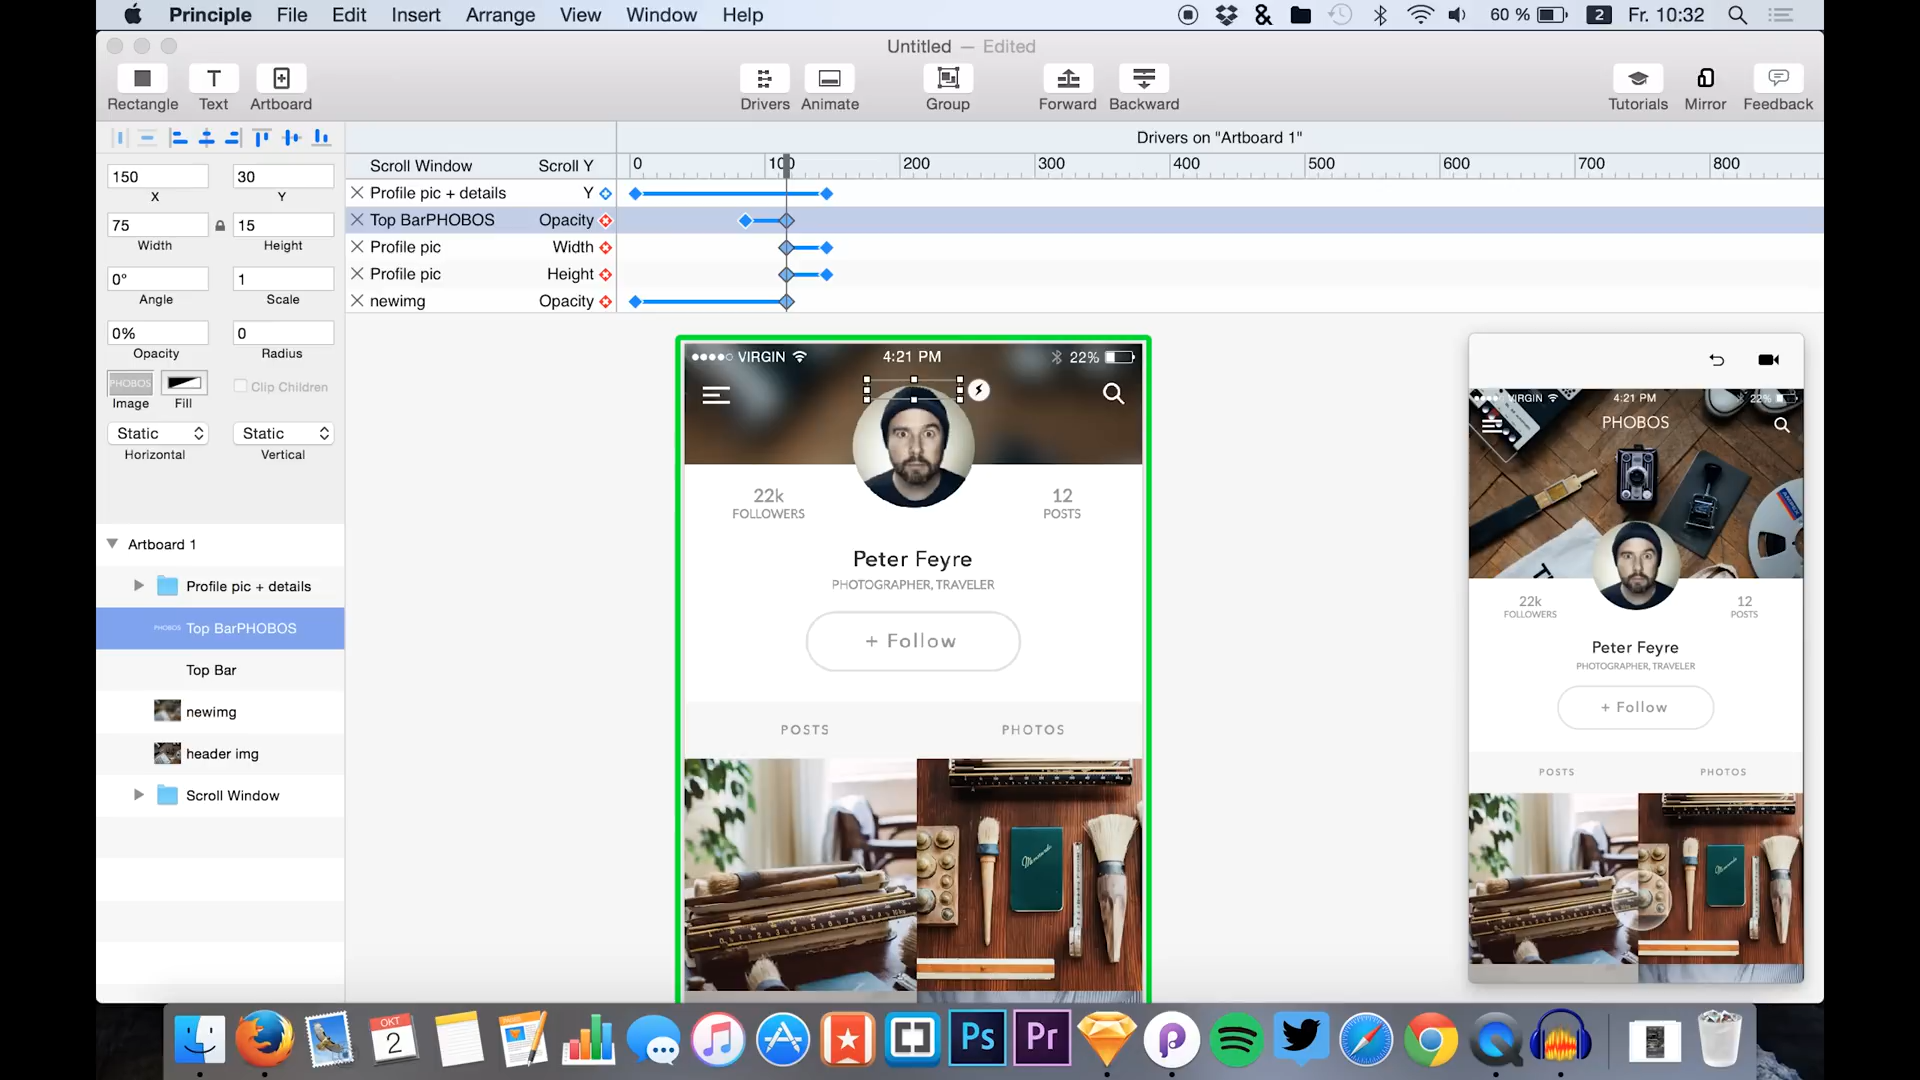 Principle File Edit Insert Arrange View Window Help 60 % 2 Fr. 10:32
Untitled — Edited
Rectangle Text Artboard Drivers Animate Group Forward Backward Tutorials Mirror Feedback
Drivers on "Artboard 1"
Scroll Window Scroll Y 0 100 200 300 400 500 600 700 800
150 30
X Y
75 15
Width Height
0° 1
Angle Scale
0% 0
Opacity Radius
PHOBOS Clip Children
Image Fill
Static Static
Horizontal Vertical
Profile pic + details Y
Top BarPHOBOS Opacity
Profile pic Width
Profile pic Height
newimg Opacity
Artboard 1
Profile pic + details
PHOBOS Top BarPHOBOS
Top Bar
newimg
header img
Scroll Window
VIRGIN 4:21 PM 22%
22k 12
FOLLOWERS POSTS
Peter Feyre
PHOTOGRAPHER, TRAVELER
+ Follow
POSTS PHOTOS
VIRGIN 4:21 PM 22%
PHOBOS
22k 12
FOLLOWERS POSTS
Peter Feyre
PHOTOGRAPHER, TRAVELER
+ Follow
POSTS PHOTOS
OKT
2
Ps Pr